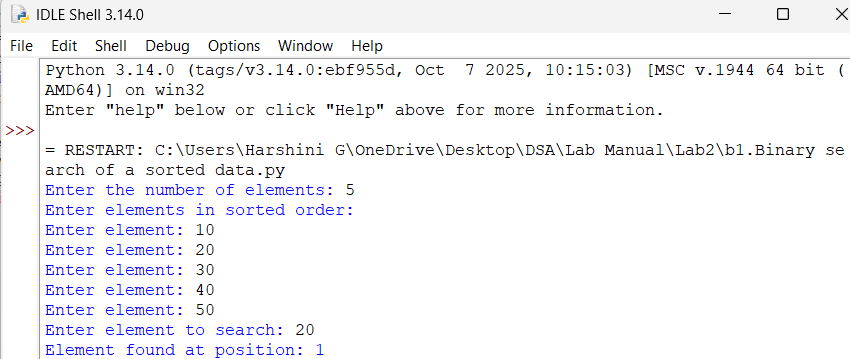 IDLE Shell 3.14.0
File Edit Shell Debug Options Window Help
Python 3.14.0 (tags/v3.14.0:ebf955d, Oct  7 2025, 10:15:03) [MSC v.1944 64 bit (
AMD64)] on win32
Enter "help" below or click "Help" above for more information.
>>>
= RESTART: C:\Users\Harshini G\OneDrive\Desktop\DSA\Lab Manual\Lab2\b1.Binary se
arch of a sorted data.py
Enter the number of elements: 5
Enter elements in sorted order:
Enter element: 10
Enter element: 20
Enter element: 30
Enter element: 40
Enter element: 50
Enter element to search: 20
Element found at position: 1